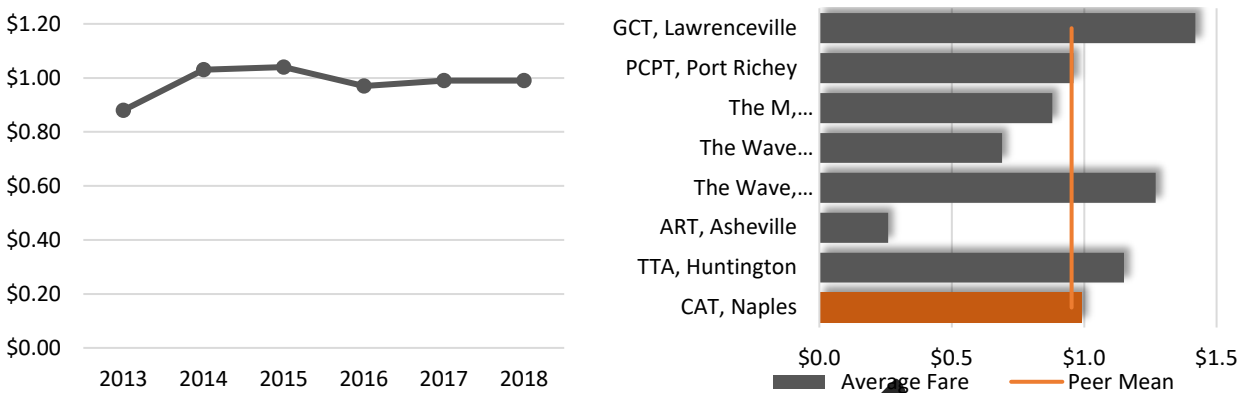 $1.20
$1.00
$0.80
$0.60
$0.40
$0.20
$0.00
2013 2014 2015 2016 2017 2018
GCT, Lawrenceville
PCPT, Port Richey
The M,...
The Wave...
The Wave,...
ART, Asheville
TTA, Huntington
CAT, Naples
$0.0 $0.5 $1.0 $1.5
Average Fare Peer Mean